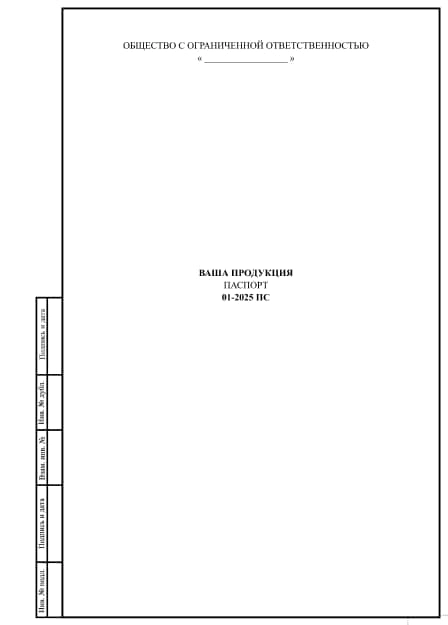 ОБЩЕСТВО С ОГРАНИЧЕННОЙ ОТВЕТСТВЕННОСТЬЮ
« __________________ »
ВАША ПРОДУКЦИЯ
ПАСПОРТ
01-2025 ПС
Подпись и дата
Инв. № дубл.
Взам. инв. №
Подпись и дата
Инв. № подл.